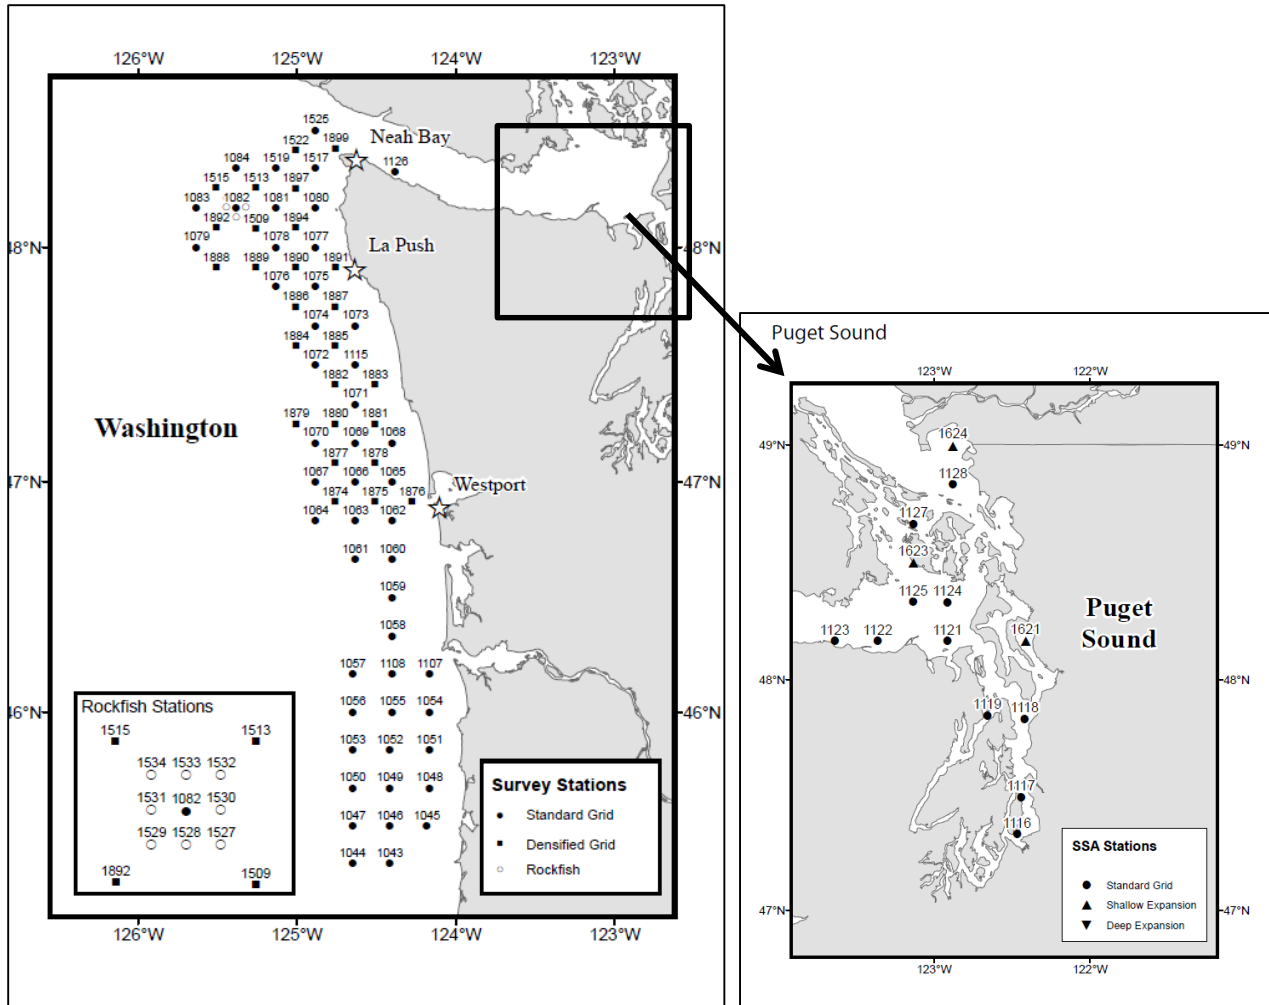 126°W 125°W 124°W 123°W
1525
1522 1899 Neah Bay
1084 1519 1517 1126
1515 1513 1897
1083 1082 1081 1080
1892 1509 1894
1079 1078 1077 La Push
48°N 48°N
1888 1889 1890 1891
1076 1075
1886 1887
1074 1073
1884 1885
1072 1115
1882 1883
1071
1879 1880 1881
Washington
1070 1069 1068
1877 1878
1067 1066 1065 Westport
47°N 47°N
1874 1875 1876
1064 1063 1062
1061 1060
1059
1058
1057 1108 1107
1056 1055 1054
46°N 46°N
1053 1052 1051
1050 1049 1048
1047 1046 1045
1044 1043
Rockfish Stations
1515 1513
1534 1533 1532
1531 1082 1530
1529 1528 1527
1892 1509
Survey Stations
Standard Grid
Densified Grid
Rockfish
126°W 125°W 124°W 123°W
Puget Sound
123°W 122°W
49°N 49°N
1624
1128
1127
1623
1125 1124
Puget
Sound
1123 1122 1121 1621
48°N 48°N
1119 1118
1117
1116
SSA Stations
Standard Grid
Shallow Expansion
Deep Expansion
47°N 47°N
123°W 122°W